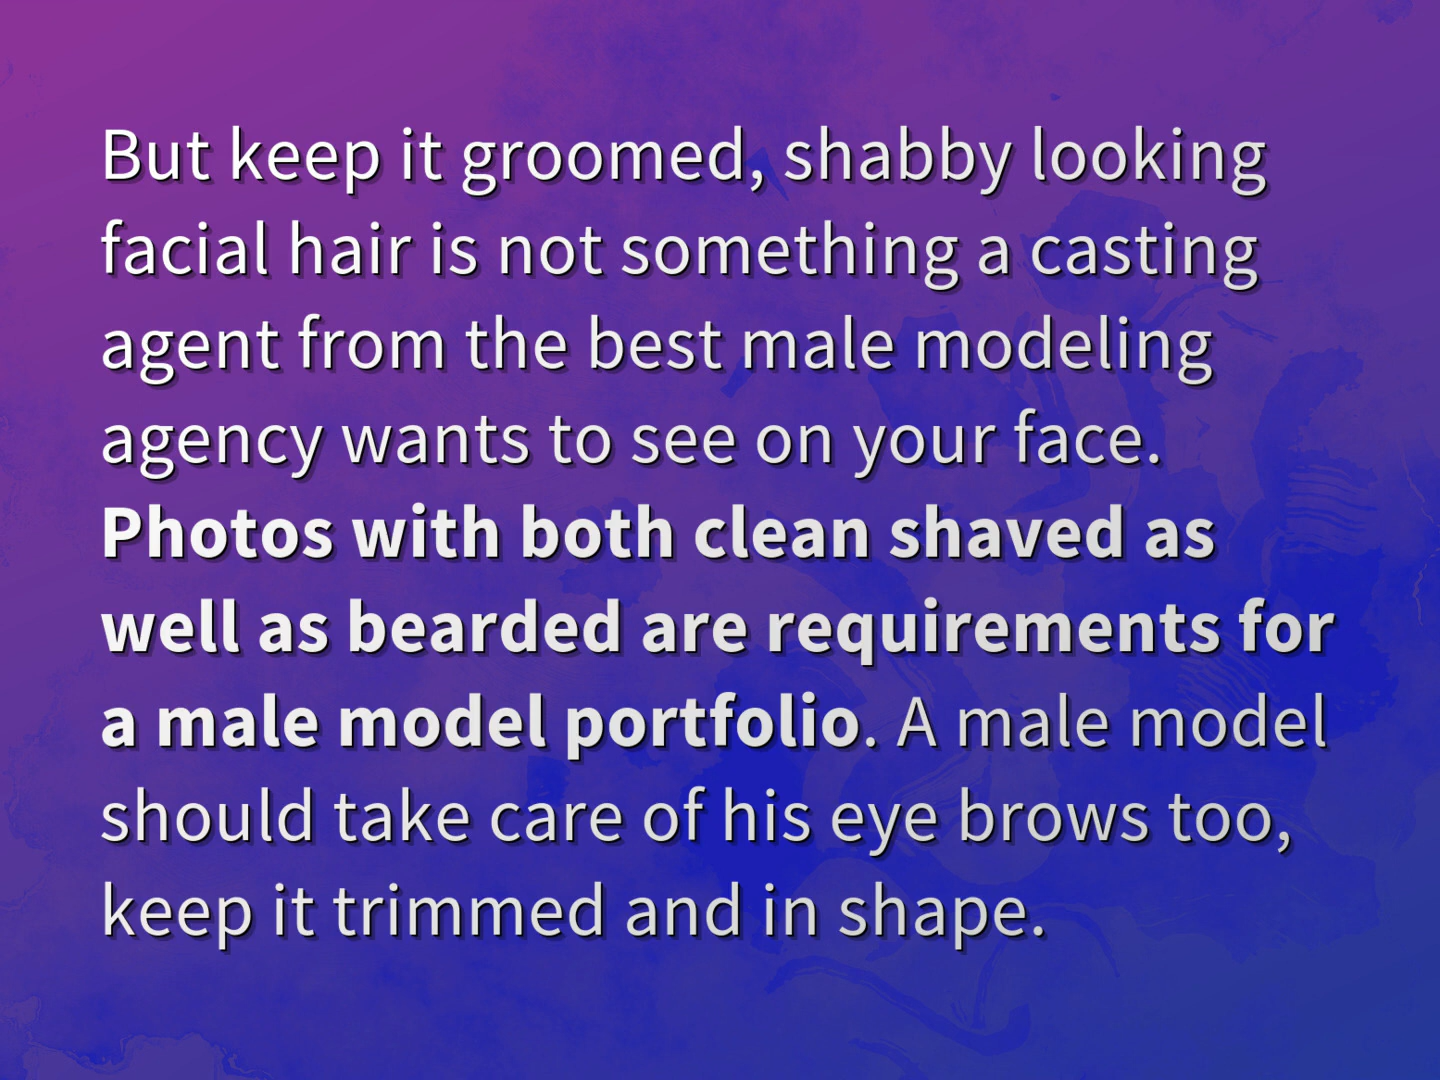 But keep it groomed, shabby looking
facial hair is not something a casting
agent from the best male modeling
agency wants to see on your face.
Photos with both clean shaved as
well as bearded are requirements for
a male model portfolio. A male model
should take care of his eye brows too,
keep it trimmed and in shape.